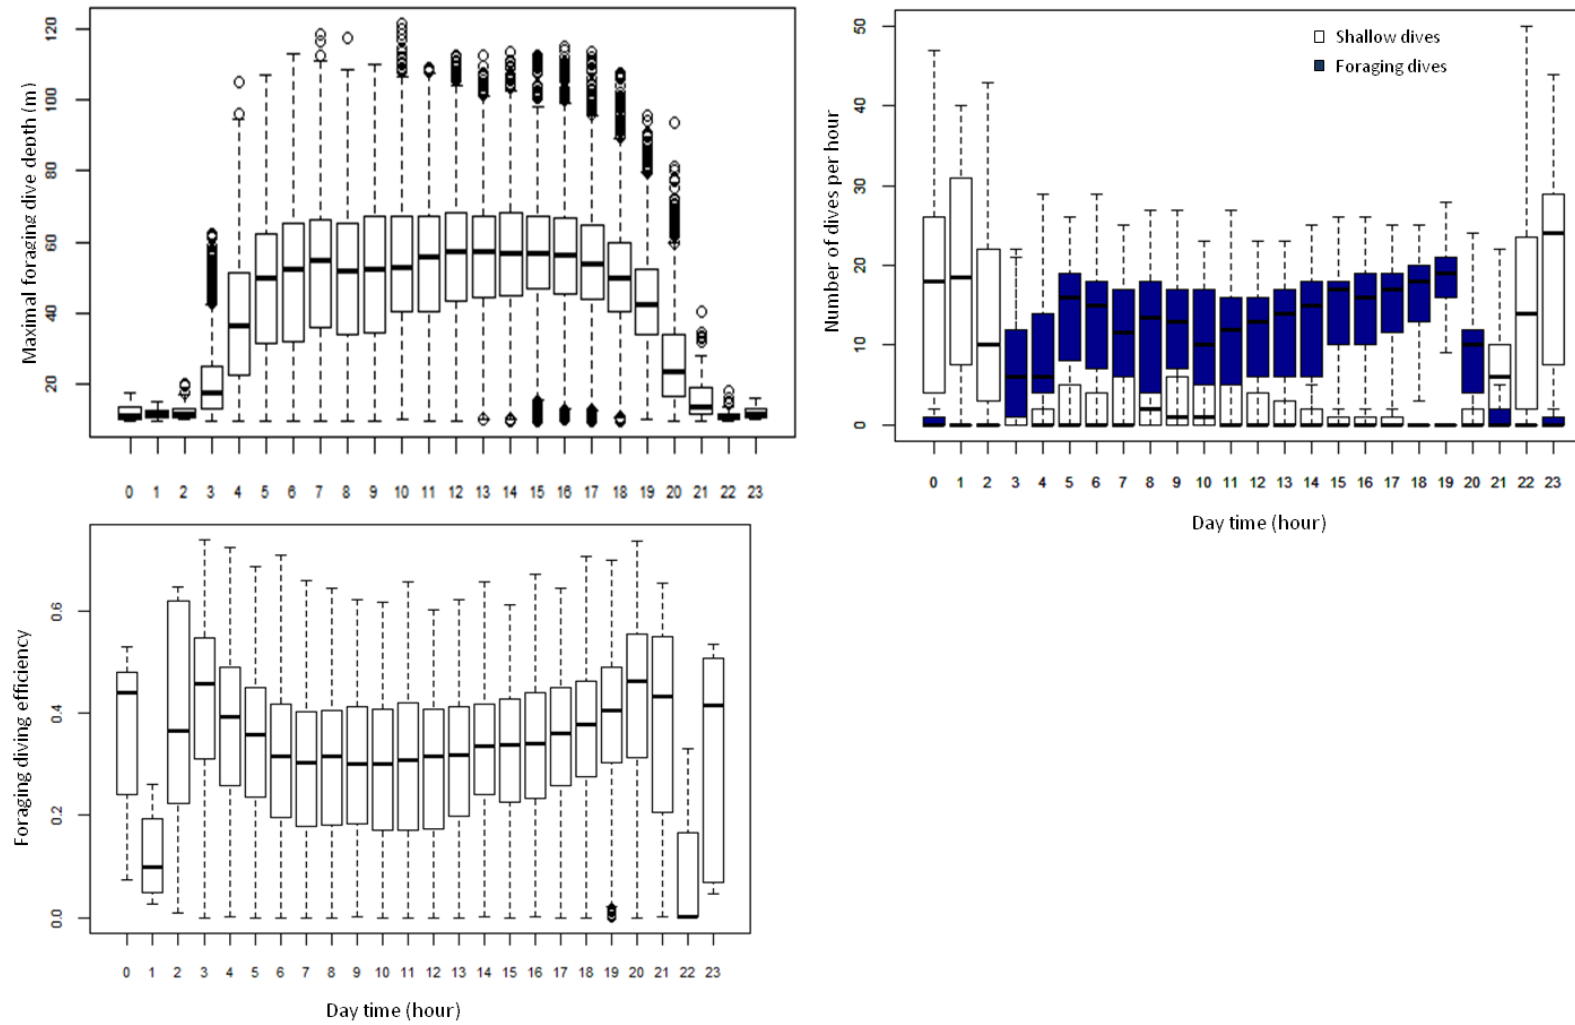 Maximal foraging dive depth (m)
120
100
80
60
40
20
0 1 2 3 4 5 6 7 8 9 10 11 12 13 14 15 16 17 18 19 20 21 22 23
Number of dives per hour
50
40
30
20
10
0
Shallow dives
Foraging dives
0 1 2 3 4 5 6 7 8 9 10 11 12 13 14 15 16 17 18 19 20 21 22 23
Day time (hour)
Foraging diving efficiency
0.6
0.4
0.2
0.0
0 1 2 3 4 5 6 7 8 9 10 11 12 13 14 15 16 17 18 19 20 21 22 23
Day time (hour)